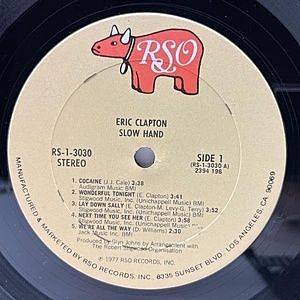 RSO
ERIC CLAPTON
SLOW HAND
RS-1-3030
STEREO
SIDE 1
(RS-1-3030 A)
2394 196
1. COCAINE (J.J. Cale) 3:38
Audigram Music BMI
2. WONDERFUL TONIGHT (E. Clapton) 3:41
Stigwood Music Inc. (Unichappell Music) BMI
3. LAY DOWN SALLY (E. Clapton-M. Levy-G. Terry) 3:52
Stigwood Music Inc. (Unichappell Music) BMI
4. NEXT TIME YOU SEE HER (E. Clapton) 3:58
Stigwood Music Inc. (Unichappell Music) BMI
5. WE'RE ALL THE WAY (D. Williams) 2:31
Jack Music Inc. BMI
Produced by Glyn Johns by Arrangement with
The Robert Stigwood Organisation
℗ 1977 RSO RECORDS, INC.
MANUFACTURED & MARKETED BY RSO RECORDS, INC. 8335 SUNSET BLVD. LOS ANGELES, CA. 90069